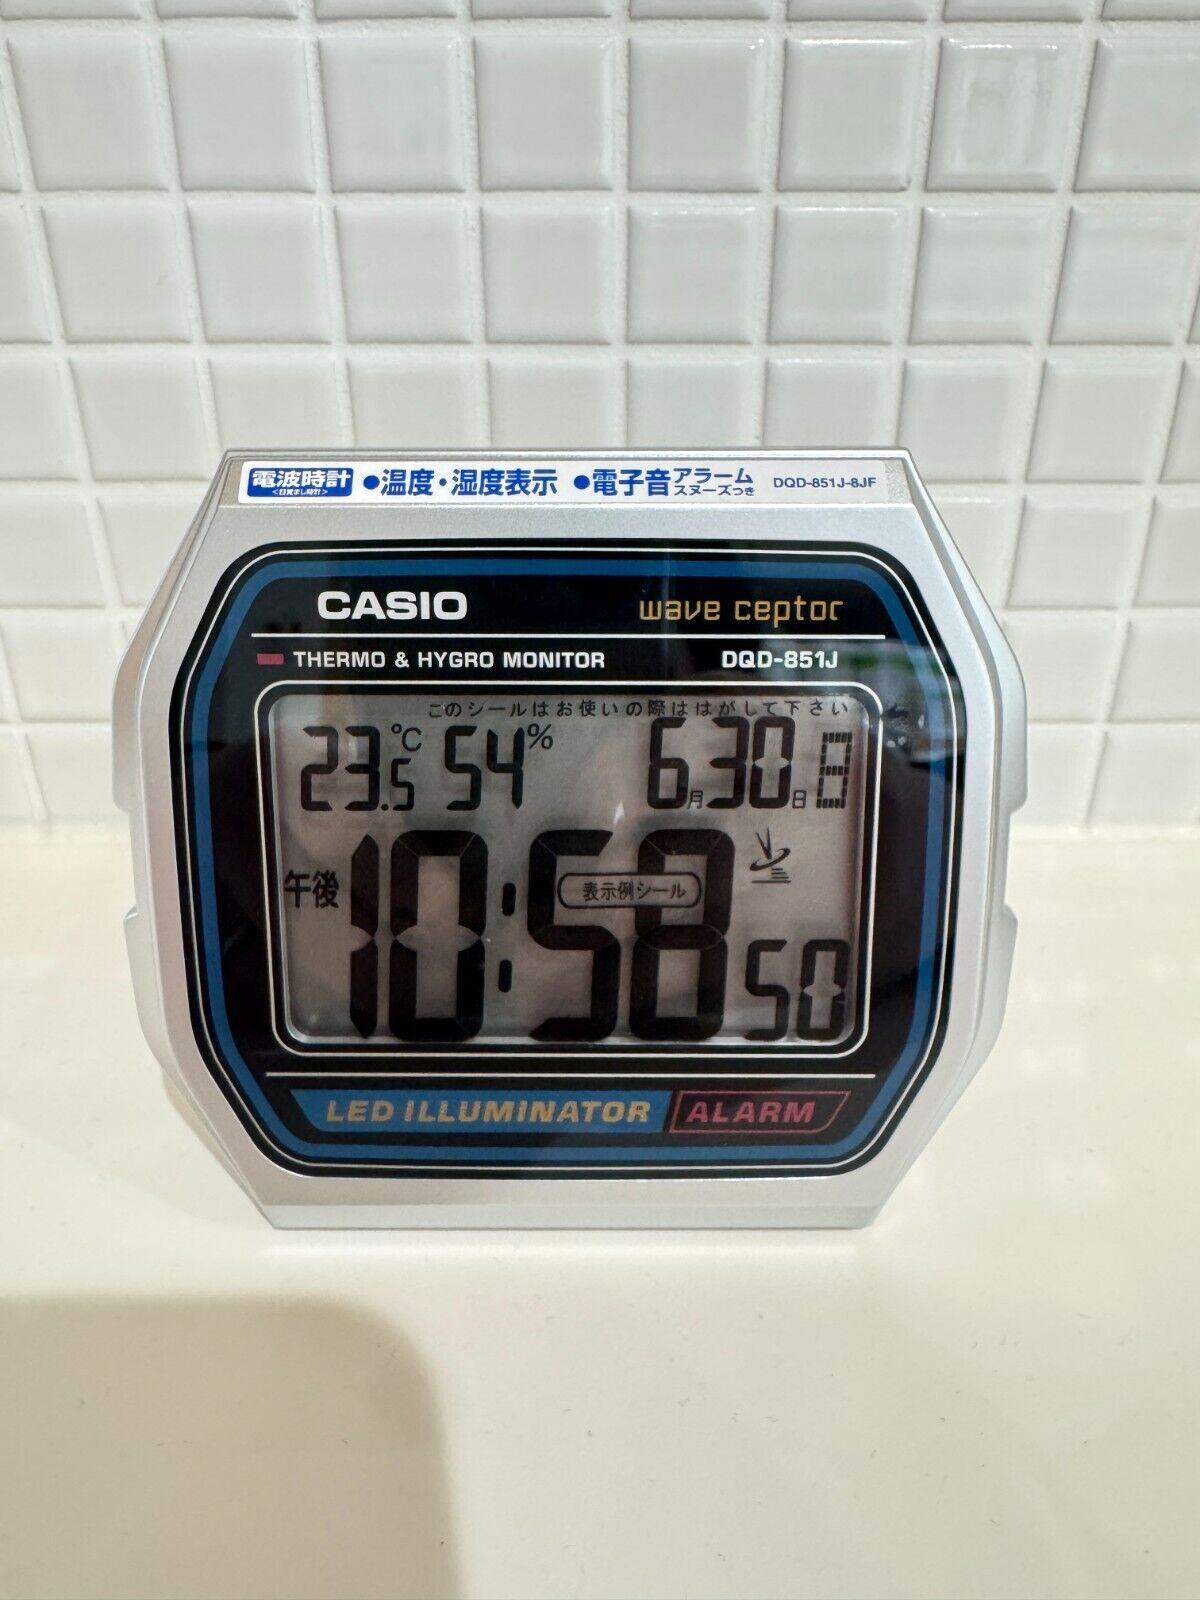 電波時計 ●温度・湿度表示 ●電子音アラームスヌーズつき DQD-851J-8JF
<目覚まし時計>
CASIO wave ceptor
THERMO & HYGRO MONITOR DQD-851J
このシールはお使いの際ははがして下さい
23.5℃ 54% 6月30日 日
午後 10:58 50
表示例シール
LED ILLUMINATOR ALARM